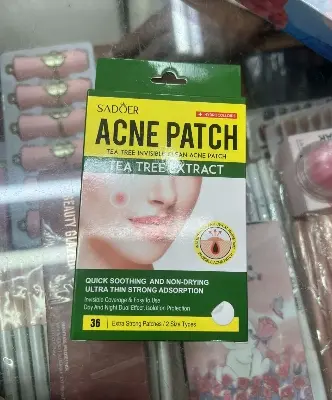 SADOER
ACNE PATCH
TEA TREE INVISIBLE CLEAN ACNE PATCH
TEA TREE EXTRACT
QUICK SOOTHING AND NON-DRYING
ULTRA THIN STRONG ADSORPTION
Invisible Coverage & Easy to Use
Day And Night Dual Effect Isolation Protection
36
Extra Strong Patches / 2 Size Types
BEAUTY